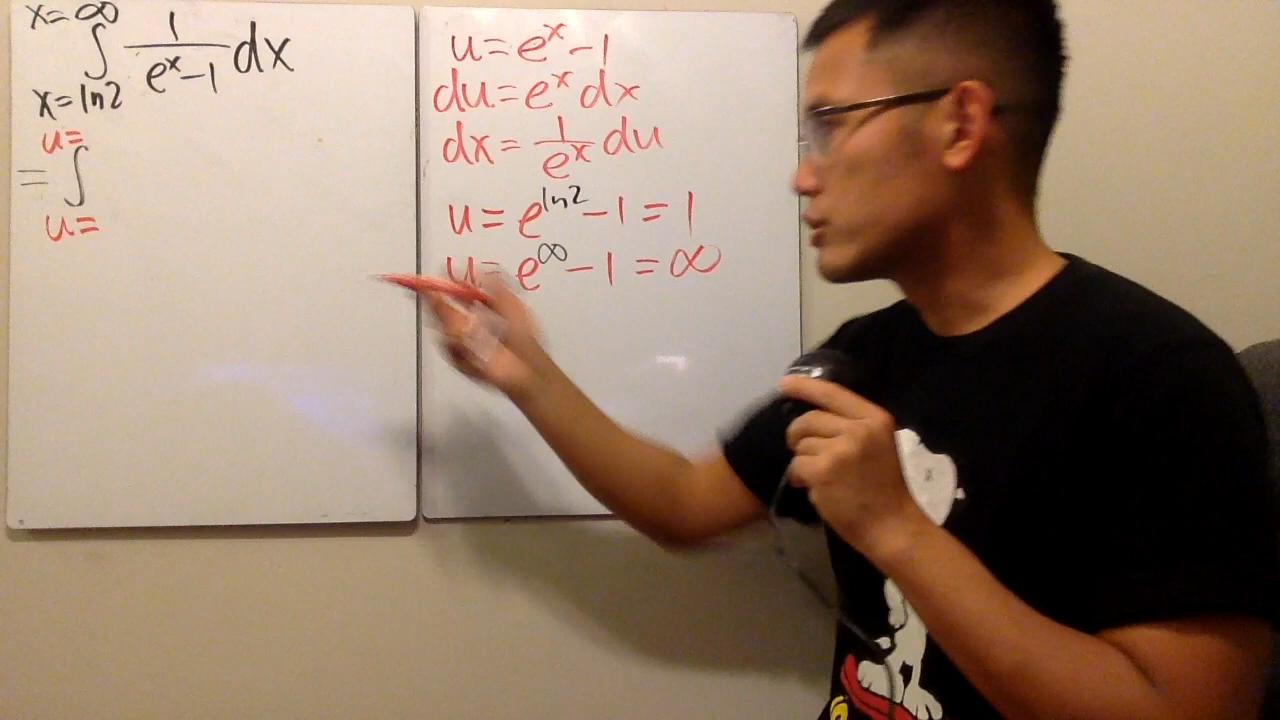 x=∞
∫ 1/(e^x-1) dx
x=ln2
u=
=∫
u=
u=e^x-1
du=e^x dx
dx=1/e^x du
u=e^ln2-1=1
u=e^∞-1=∞